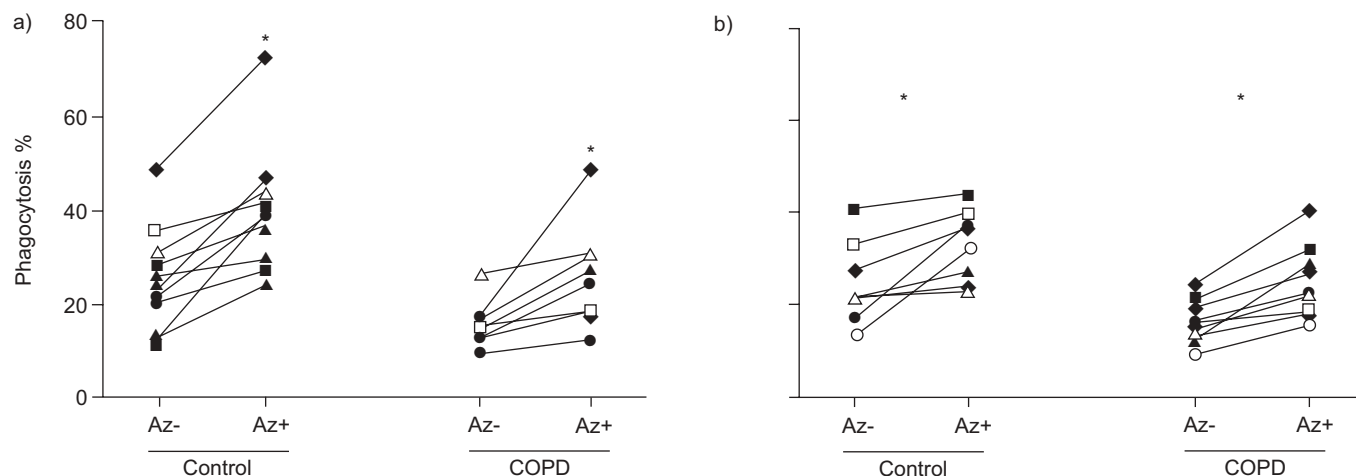 a)
80
60
40
20
0
Phagocytosis %
*
*
Az-
Az+
Az-
Az+
Control
COPD
b)
*
*
Az-
Az+
Az-
Az+
Control
COPD